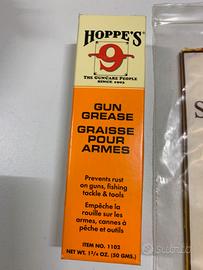 HOPPE'S
9
THE GUNCARE PEOPLE
SINCE 1903
GUN
GREASE
GRAISSE
POUR
ARMES
Prevents rust
on guns, fishing
tackle & tools
Empêche la
rouille sur les
armes, cannes à
pêche et outils
ITEM NO. 1102
NET WT. 1¾ OZ. (50 GMS.)
S
Subito